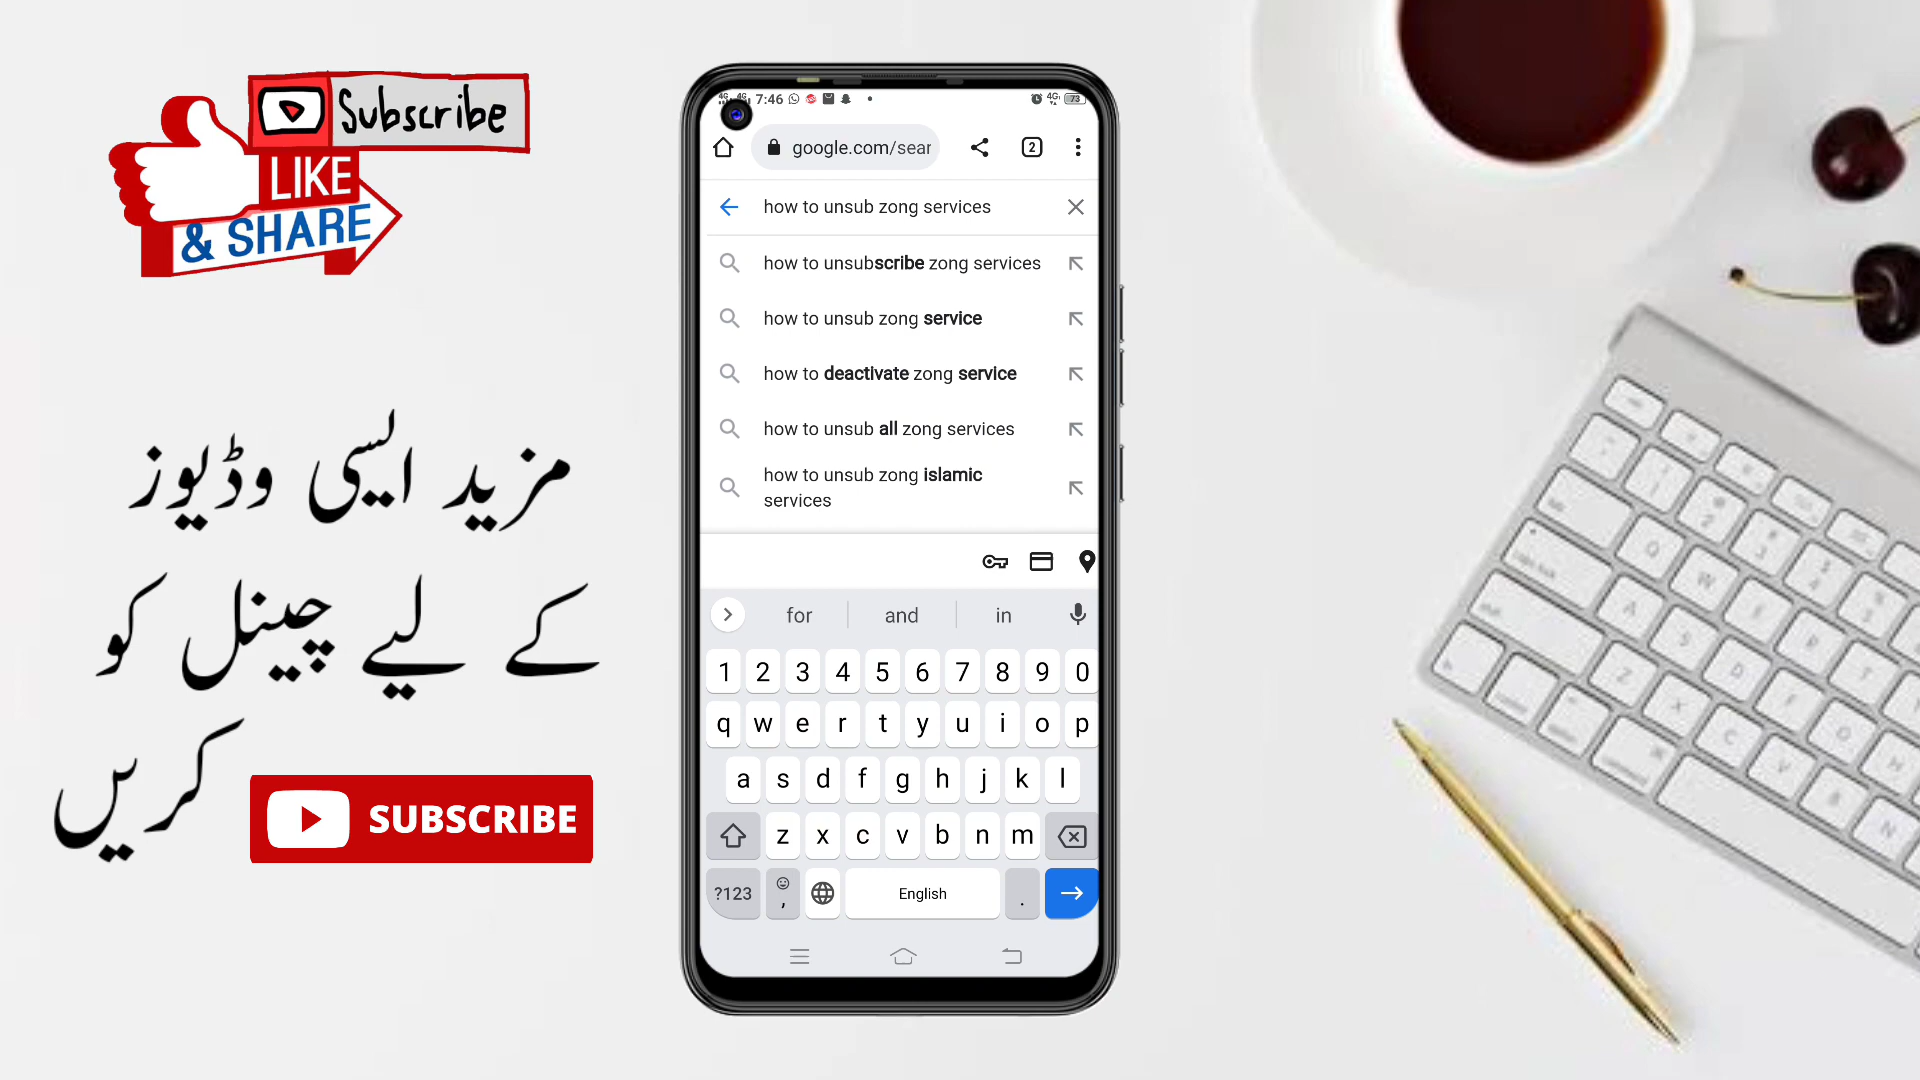 Subscribe
LIKE
& SHARE
مزید ایسی وڈیوز
کے لیے چینل کو
کریں
SUBSCRIBE
7:46
73
google.com/sear
2
how to unsub zong services
how to unsubscribe zong services
how to unsub zong service
how to deactivate zong service
how to unsub all zong services
how to unsub zong islamic
services
for and in
1 2 3 4 5 6 7 8 9 0
q w e r t y u i o p
a s d f g h j k l
z x c v b n m
?123 , English .